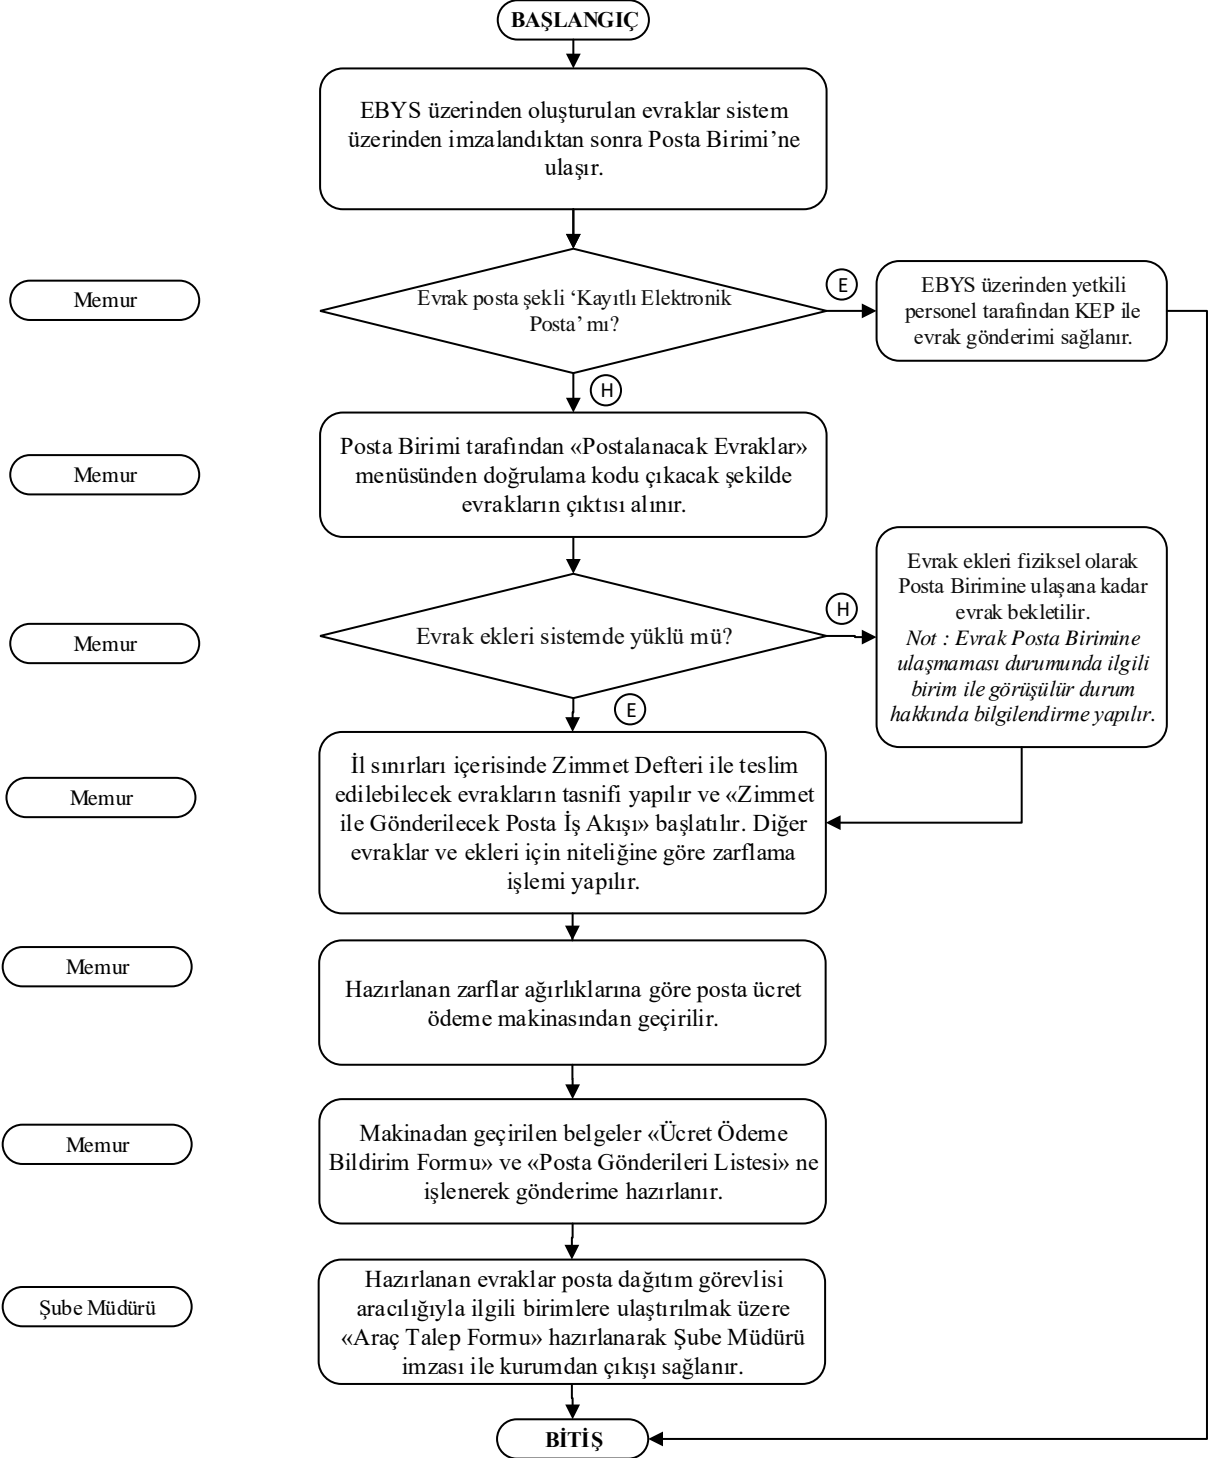 BAŞLANGIÇ
EBYS üzerinden oluşturulan evraklar sistem
üzerinden imzalandıktan sonra Posta Birimi’ne
ulaşır.
Memur
Evrak posta şekli ‘Kayıtlı Elektronik
Posta’ mı?
E
EBYS üzerinden yetkili
personel tarafından KEP ile
evrak gönderimi sağlanır.
H
Memur
Posta Birimi tarafından «Postalanacak Evraklar»
menüsünden doğrulama kodu çıkacak şekilde
evrakların çıktısı alınır.
Memur
Evrak ekleri sistemde yüklü mü?
H
Evrak ekleri fiziksel olarak
Posta Birimine ulaşana kadar
evrak bekletilir.
Not : Evrak Posta Birimine
ulaşmaması durumunda ilgili
birim ile görüşülür durum
hakkında bilgilendirme yapılır.
E
Memur
İl sınırları içerisinde Zimmet Defteri ile teslim
edilebilecek evrakların tasnifi yapılır ve «Zimmet
ile Gönderilecek Posta İş Akışı» başlatılır. Diğer
evraklar ve ekleri için niteliğine göre zarflama
işlemi yapılır.
Memur
Hazırlanan zarflar ağırlıklarına göre posta ücret
ödeme makinasından geçirilir.
Memur
Makinadan geçirilen belgeler «Ücret Ödeme
Bildirim Formu» ve «Posta Gönderileri Listesi» ne
işlenerek gönderime hazırlanır.
Şube Müdürü
Hazırlanan evraklar posta dağıtım görevlisi
aracılığıyla ilgili birimlere ulaştırılmak üzere
«Araç Talep Formu» hazırlanarak Şube Müdürü
imzası ile kurumdan çıkışı sağlanır.
BİTİŞ